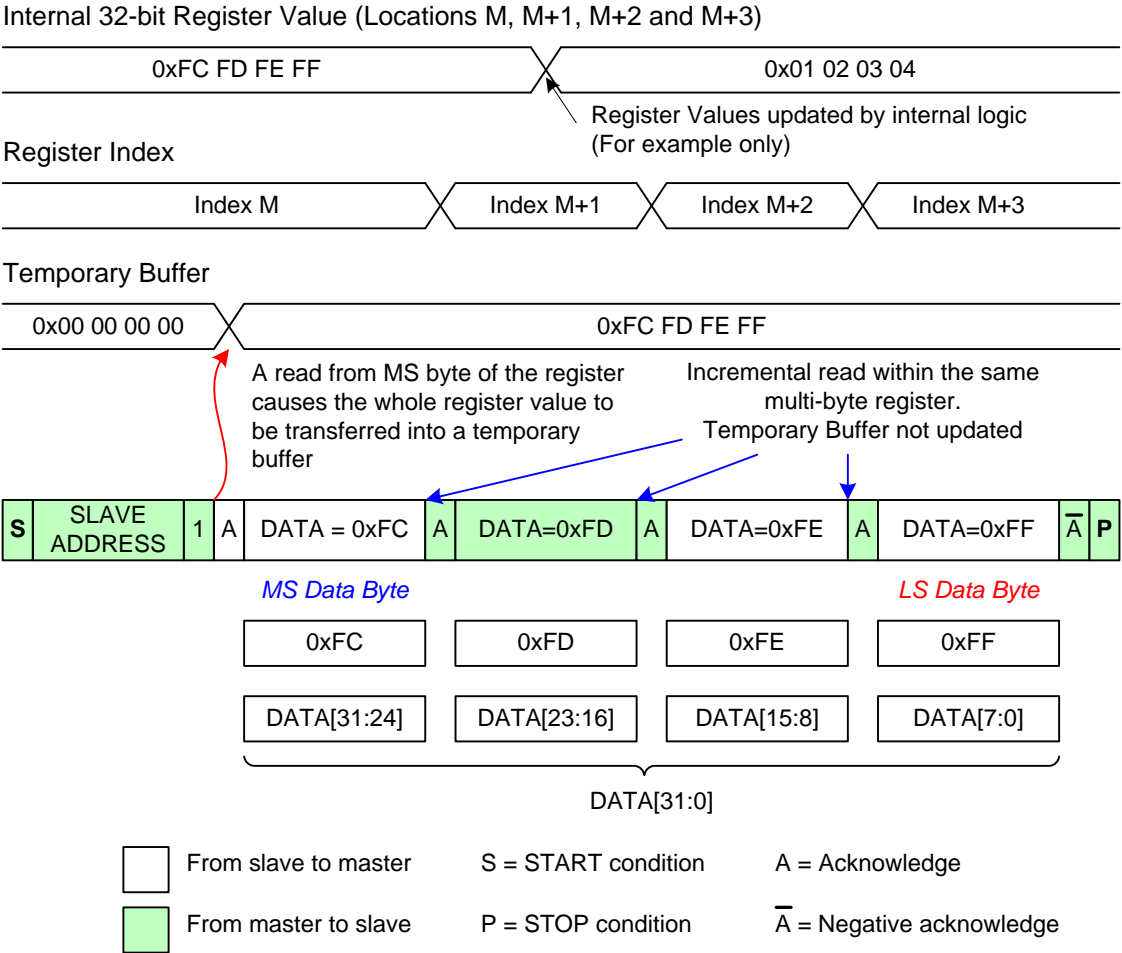 Internal 32-bit Register Value (Locations M, M+1, M+2 and M+3)
0xFC FD FE FF
0x01 02 03 04
Register Values updated by internal logic
(For example only)
Register Index
Index M
Index M+1
Index M+2
Index M+3
Temporary Buffer
0x00 00 00 00
0xFC FD FE FF
A read from MS byte of the register
causes the whole register value to
be transferred into a temporary
buffer
Incremental read within the same
multi-byte register.
Temporary Buffer not updated
S
SLAVE
ADDRESS
1
A
DATA = 0xFC
A
DATA=0xFD
A
DATA=0xFE
A
DATA=0xFF
A̅
P
MS Data Byte
LS Data Byte
0xFC
0xFD
0xFE
0xFF
DATA[31:24]
DATA[23:16]
DATA[15:8]
DATA[7:0]
DATA[31:0]
From slave to master
S = START condition
A = Acknowledge
From master to slave
P = STOP condition
A̅ = Negative acknowledge